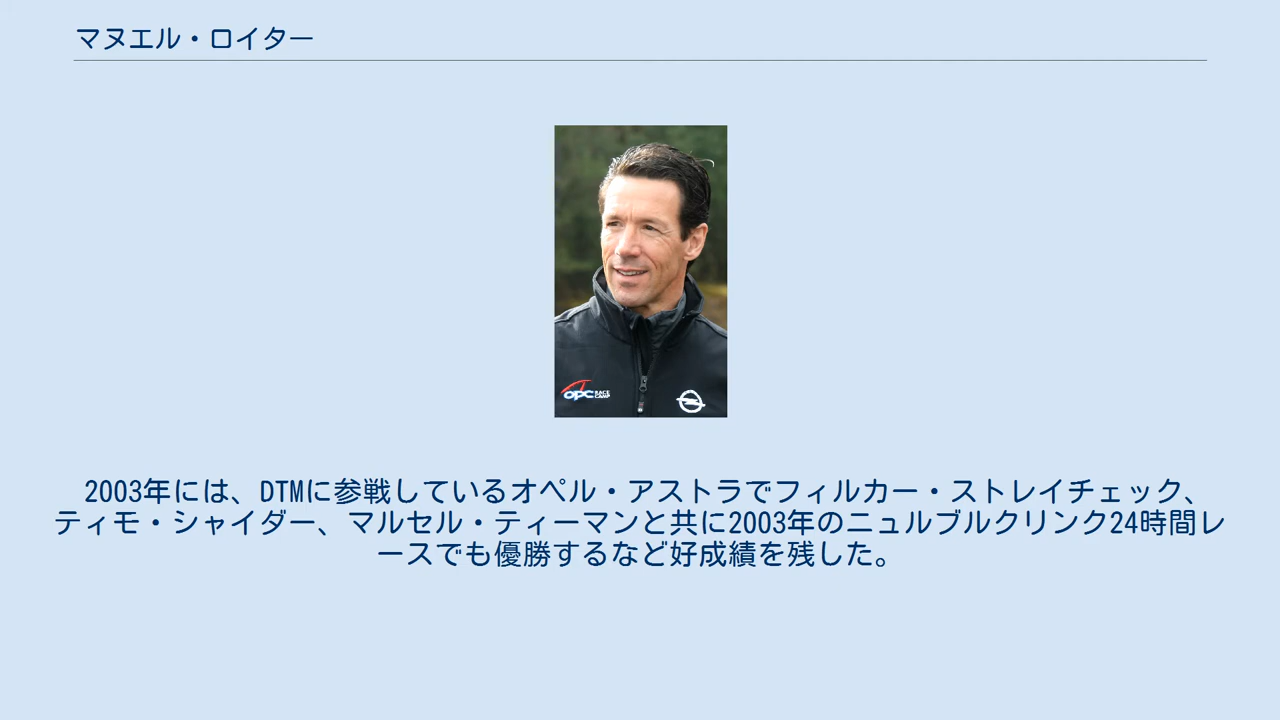 マヌエル・ロイター
OPC RACE CAMP
2003年には、DTMに参戦しているオペル・アストラでフィルカー・ストレイチェック、
ティモ・シャイダー、マルセル・ティーマンと共に2003年のニュルブルクリンク24時間レ
ースでも優勝するなど好成績を残した。